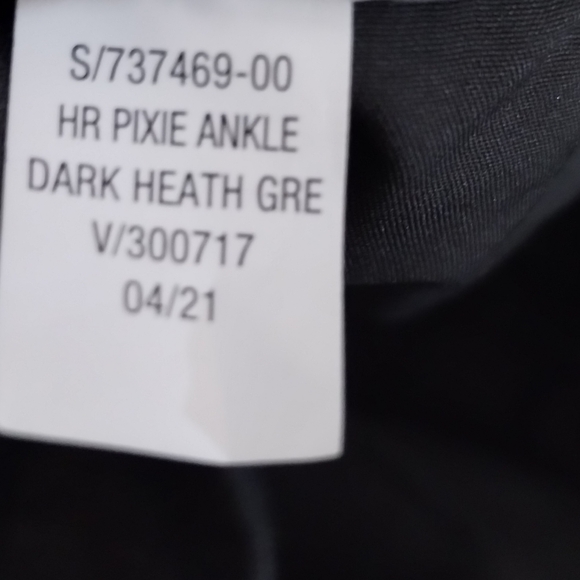 S/737469-00
HR PIXIE ANKLE
DARK HEATH GRE
V/300717
04/21